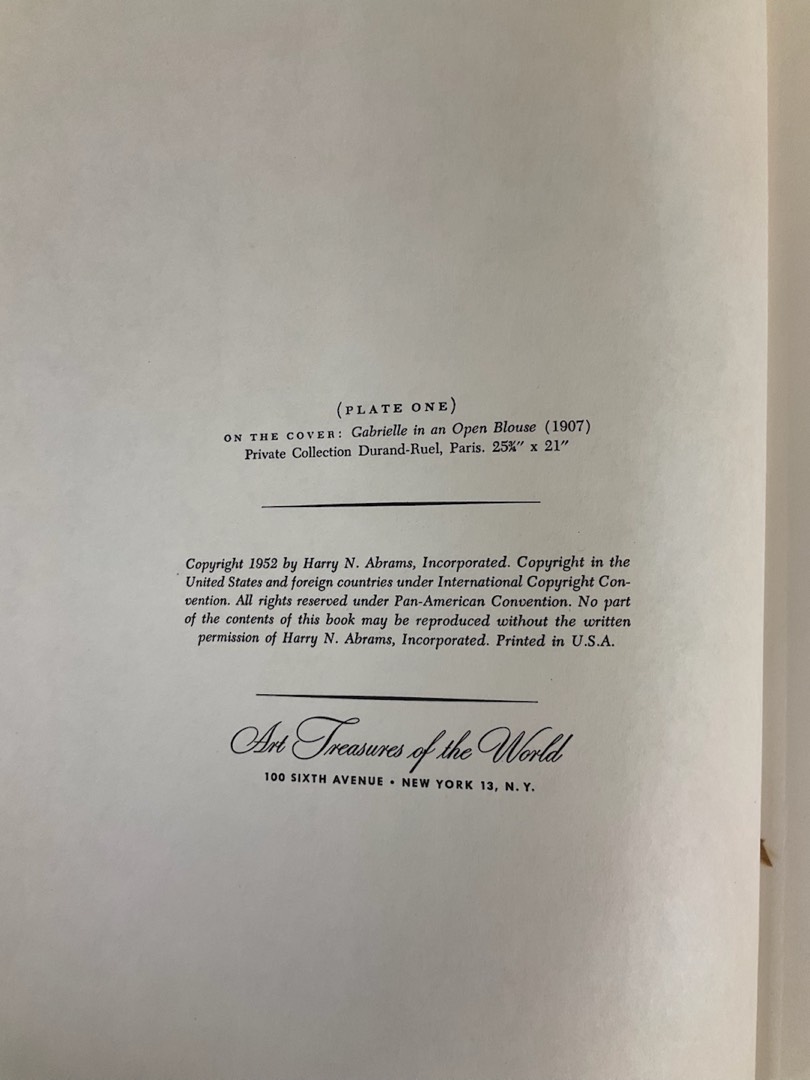 (PLATE ONE)
ON THE COVER: Gabrielle in an Open Blouse (1907)
Private Collection Durand-Ruel, Paris. 25¾″ x 21″
Copyright 1952 by Harry N. Abrams, Incorporated. Copyright in the
United States and foreign countries under International Copyright Con-
vention. All rights reserved under Pan-American Convention. No part
of the contents of this book may be reproduced without the written
permission of Harry N. Abrams, Incorporated. Printed in U.S.A.
Art Treasures of the World
100 SIXTH AVENUE • NEW YORK 13, N. Y.